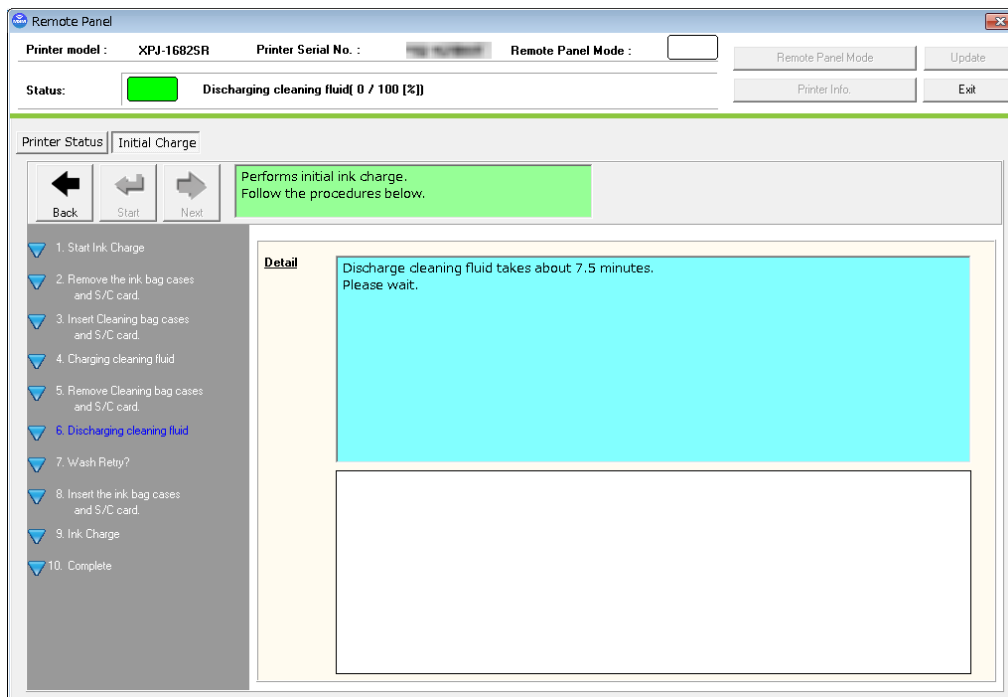 Remote Panel
Printer model : XPJ-1682SR Printer Serial No. : Remote Panel Mode :
Remote Panel Mode Update
Status: Discharging cleaning fluid( 0 / 100 [%])
Printer Info. Exit
Printer Status Initial Charge
Performs initial ink charge.
Follow the procedures below.
Back Start Next
1. Start Ink Charge
2. Remove the ink bag cases
and S/C card.
3. Insert Cleaning bag cases
and S/C card.
4. Charging cleaning fluid
5. Remove Cleaning bag cases
and S/C card.
6. Discharging cleaning fluid
7. Wash Retry?
8. Insert the ink bag cases
and S/C card.
9. Ink Charge
10. Complete
Detail
Discharge cleaning fluid takes about 7.5 minutes.
Please wait.